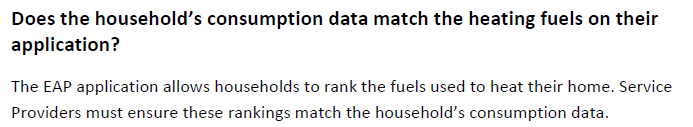 Does the household’s consumption data match the heating fuels on their
application?
The EAP application allows households to rank the fuels used to heat their home. Service
Providers must ensure these rankings match the household’s consumption data.